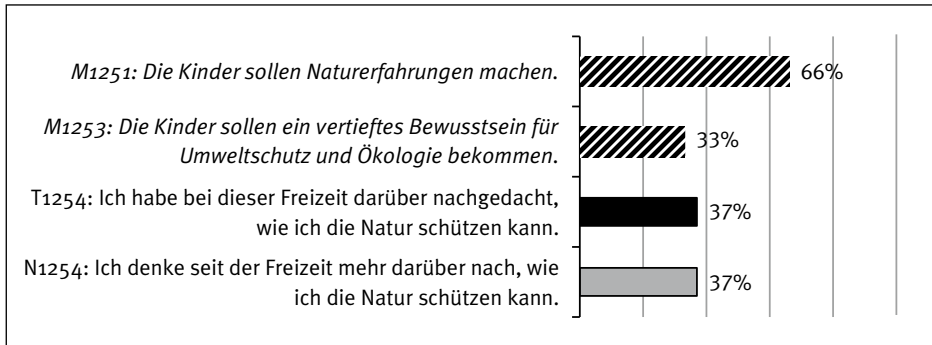 M1251: Die Kinder sollen Naturerfahrungen machen.
66%
M1253: Die Kinder sollen ein vertieftes Bewusstsein für
Umweltschutz und Ökologie bekommen.
33%
T1254: Ich habe bei dieser Freizeit darüber nachgedacht,
wie ich die Natur schützen kann.
37%
N1254: Ich denke seit der Freizeit mehr darüber nach, wie
ich die Natur schützen kann.
37%